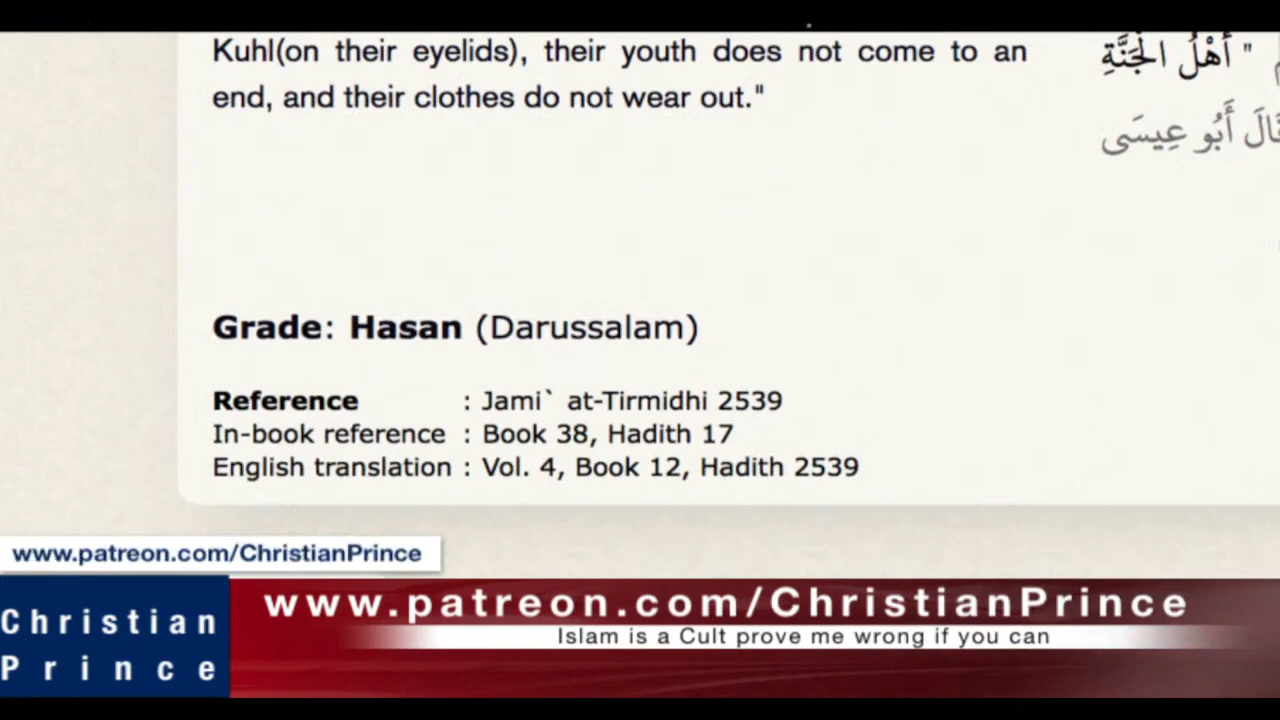 Kuhl(on their eyelids), their youth does not come to an
end, and their clothes do not wear out."
" أَهْلُ الْجَنَّةِ
قَالَ أَبُو عِيسَى
Grade: Hasan (Darussalam)
Reference : Jami` at-Tirmidhi 2539
In-book reference : Book 38, Hadith 17
English translation : Vol. 4, Book 12, Hadith 2539
www.patreon.com/ChristianPrince
Christian
Prince
www.patreon.com/ChristianPrince
Islam is a Cult prove me wrong if you can